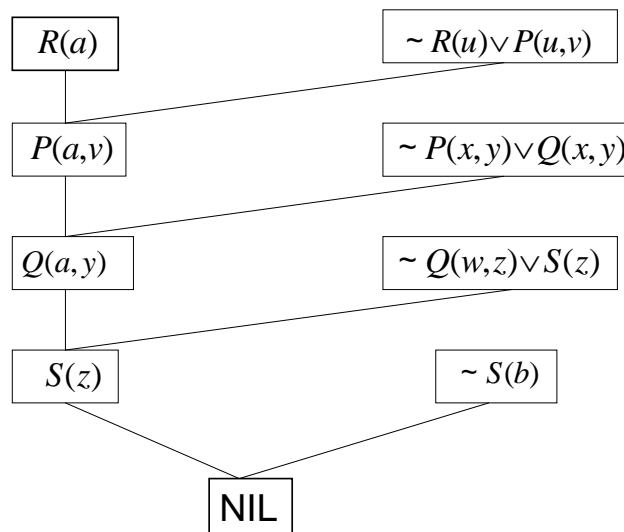 R(a)
~ R(u)∨P(u,v)
P(a,v)
~ P(x, y)∨Q(x, y)
Q(a, y)
~ Q(w,z)∨S(z)
S(z)
~ S(b)
NIL